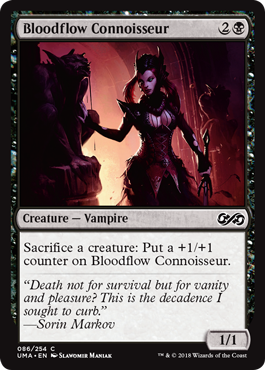 Bloodflow Connoisseur 2
Creature — Vampire
Sacrifice a creature: Put a +1/+1
counter on Bloodflow Connoisseur.
“Death not for survival but for vanity
and pleasure? This is the decadence I
sought to curb.”
—Sorin Markov
086/254 C
UMA • EN Slawomir Maniak
1/1
™ & © 2018 Wizards of the Coast